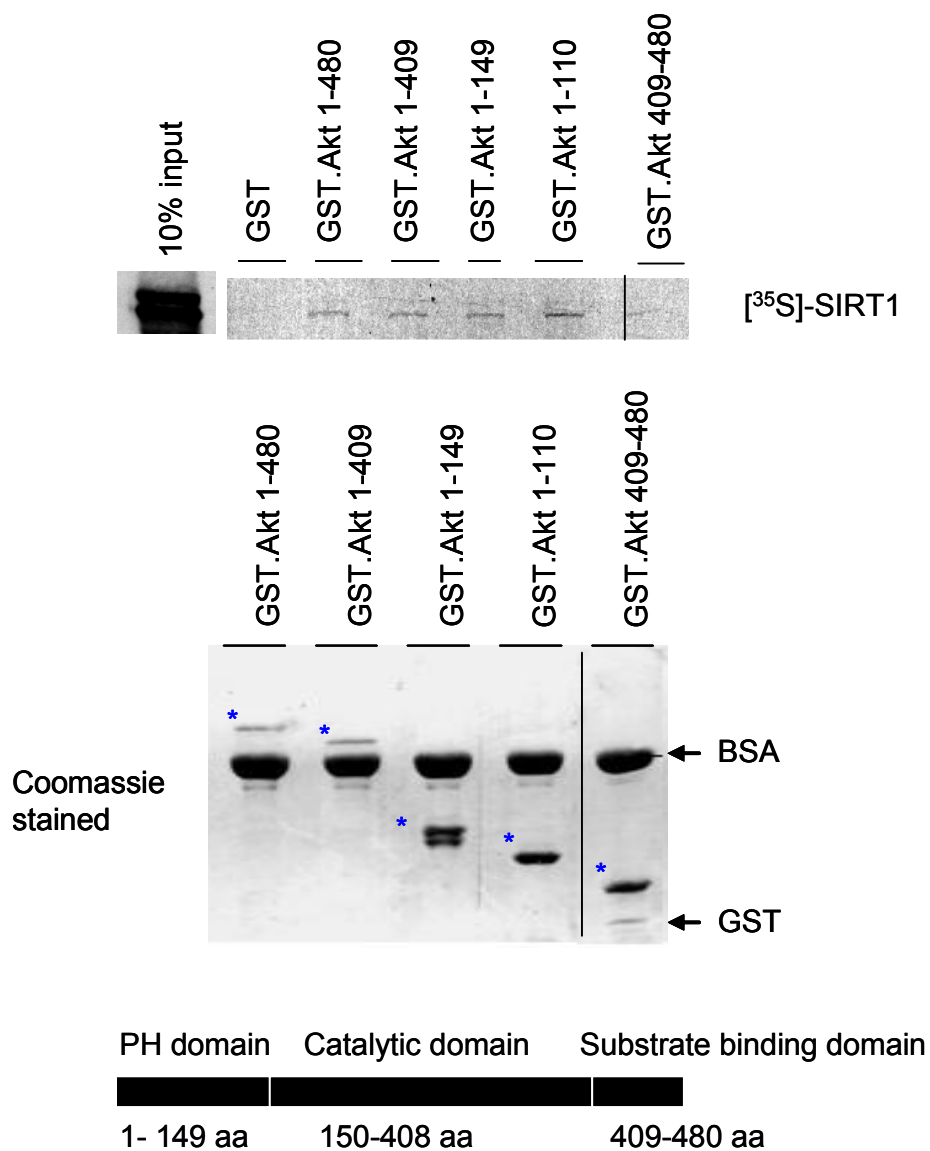 10% input
GST
GST.Akt 1-480
GST.Akt 1-409
GST.Akt 1-149
GST.Akt 1-110
GST.Akt 409-480
[³⁵S]-SIRT1
GST.Akt 1-480
GST.Akt 1-409
GST.Akt 1-149
GST.Akt 1-110
GST.Akt 409-480
*
*
*
*
*
BSA
Coomassie
stained
GST
PH domain
Catalytic domain
Substrate binding domain
1- 149 aa
150-408 aa
409-480 aa